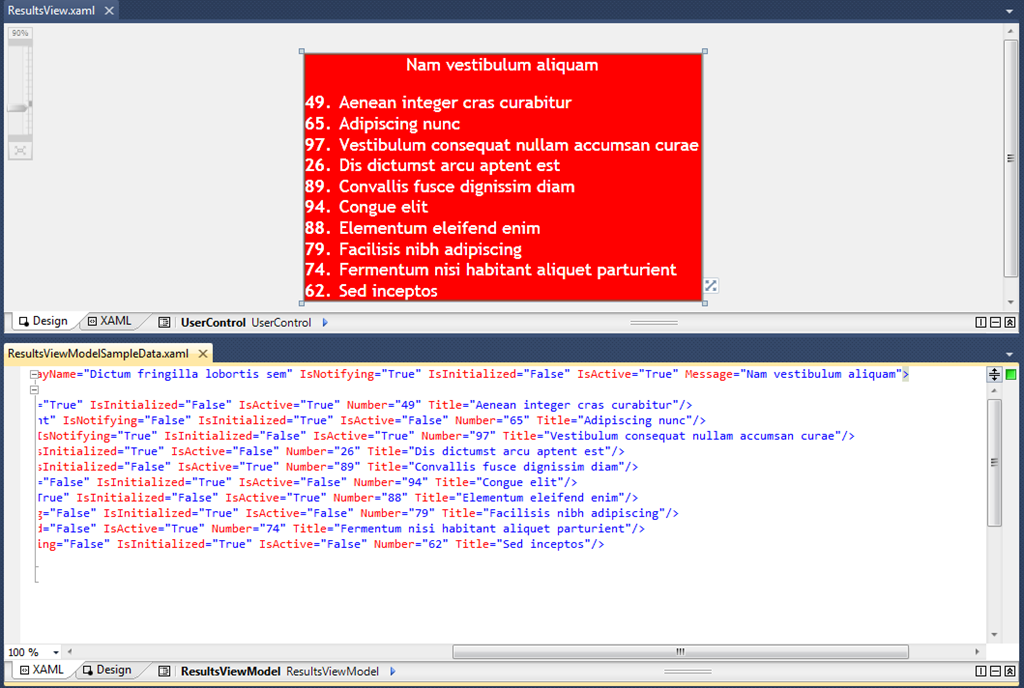 ResultsView.xaml
90%
Nam vestibulum aliquam
49. Aenean integer cras curabitur
65. Adipiscing nunc
97. Vestibulum consequat nullam accumsan curae
26. Dis dictumst arcu aptent est
89. Convallis fusce dignissim diam
94. Congue elit
88. Elementum eleifend enim
79. Facilisis nibh adipiscing
74. Fermentum nisi habitant aliquet parturient
62. Sed inceptos
Design XAML UserControl UserControl
ResultsViewModelSampleData.xaml
ayName="Dictum fringilla lobortis sem" IsNotifying="True" IsInitialized="False" IsActive="True" Message="Nam vestibulum aliquam">
="True" IsInitialized="False" IsActive="True" Number="49" Title="Aenean integer cras curabitur"/>
nt" IsNotifying="False" IsInitialized="True" IsActive="False" Number="65" Title="Adipiscing nunc"/>
IsNotifying="True" IsInitialized="False" IsActive="True" Number="97" Title="Vestibulum consequat nullam accumsan curae"/>
sInitialized="True" IsActive="False" Number="26" Title="Dis dictumst arcu aptent est"/>
sInitialized="False" IsActive="True" Number="89" Title="Convallis fusce dignissim diam"/>
="False" IsInitialized="True" IsActive="False" Number="94" Title="Congue elit"/>
True" IsInitialized="False" IsActive="True" Number="88" Title="Elementum eleifend enim"/>
g="False" IsInitialized="True" IsActive="False" Number="79" Title="Facilisis nibh adipiscing"/>
d="False" IsActive="True" Number="74" Title="Fermentum nisi habitant aliquet parturient"/>
ing="False" IsInitialized="True" IsActive="False" Number="62" Title="Sed inceptos"/>
100 %
XAML Design ResultsViewModel ResultsViewModel